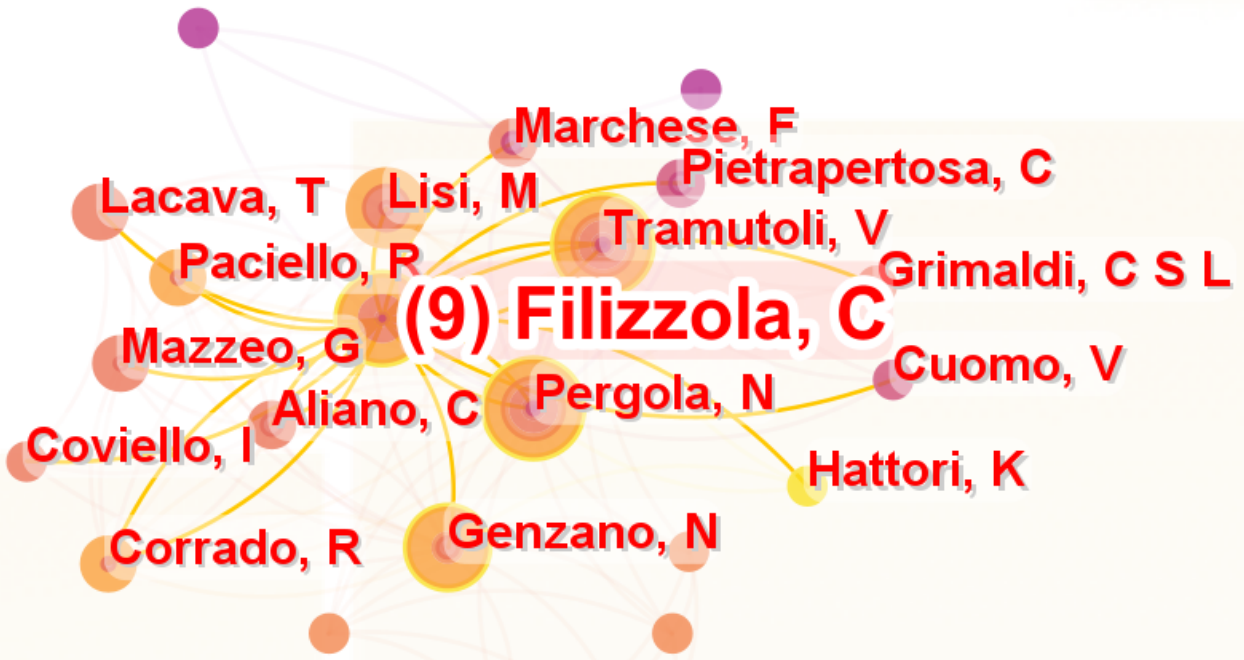 Marchese, F
Pietrapertosa, C
Lacava, T
Lisi, M
Tramutoli, V
Paciello, R
Grimaldi, C S L
(9) Filizzola, C
Mazzeo, G
Cuomo, V
Aliano, C
Pergola, N
Coviello, I
Hattori, K
Corrado, R
Genzano, N